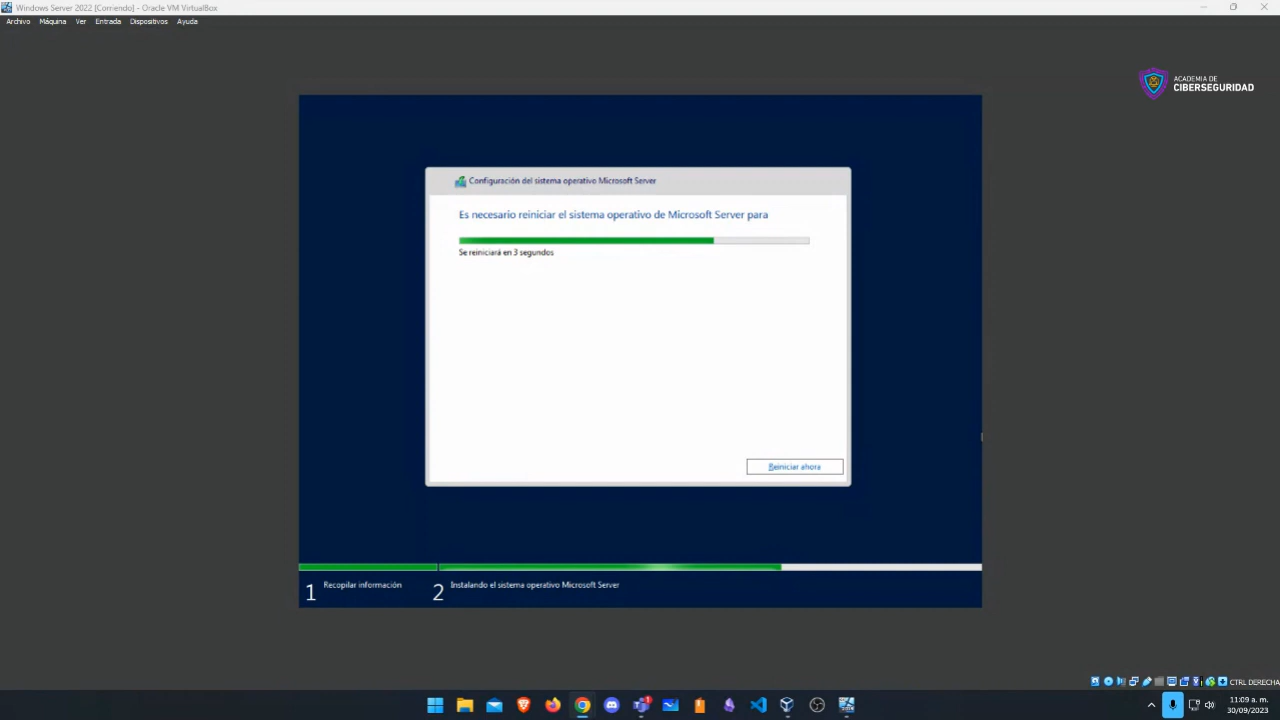 Windows Server 2022 [Corriendo] - Oracle VM VirtualBox
Archivo Máquina Ver Entrada Dispositivos Ayuda
ACADEMIA DE
CIBERSEGURIDAD
Configuración del sistema operativo Microsoft Server
Es necesario reiniciar el sistema operativo de Microsoft Server para
Se reiniciará en 3 segundos
Reiniciar ahora
1 Recopilar información 2 Instalando el sistema operativo Microsoft Server
CTRL DERECHA
11:09 a. m.
30/09/2023